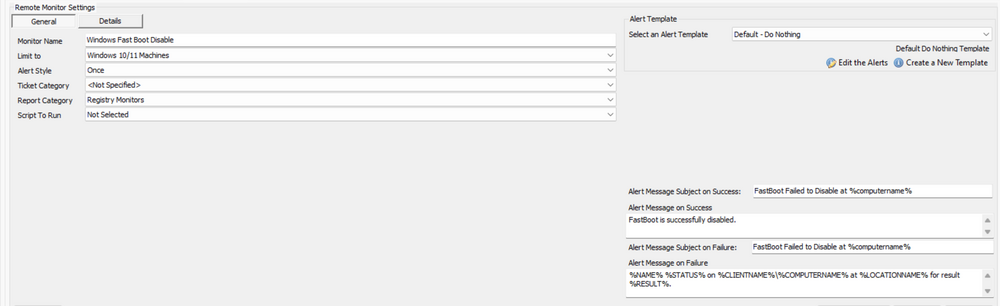 Remote Monitor Settings
General
Details
Monitor Name
Windows Fast Boot Disable
Limit to
Windows 10/11 Machines
Alert Style
Once
Ticket Category
<Not Specified>
Report Category
Registry Monitors
Script To Run
Not Selected
Alert Template
Select an Alert Template
Default - Do Nothing
Default Do Nothing Template
Edit the Alerts
Create a New Template
Alert Message Subject on Success:
FastBoot Failed to Disable at %computername%
Alert Message on Success
FastBoot is successfully disabled.
Alert Message Subject on Failure:
FastBoot Failed to Disable at %computername%
Alert Message on Failure
%NAME% %STATUS% on %CLIENTNAME%\%COMPUTERNAME% at %LOCATIONNAME% for result
%RESULT%.